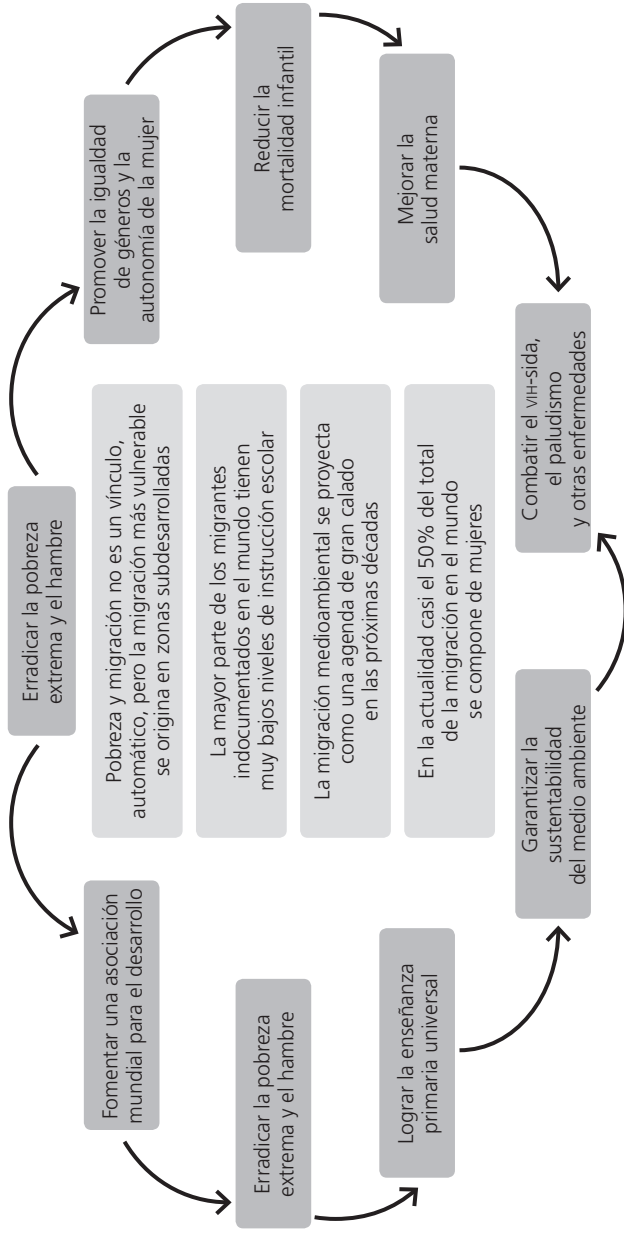 Erradicar la pobreza
extrema y el hambre
Fomentar una asociación
mundial para el desarrollo
Promover la igualdad
de géneros y la
autonomía de la mujer
Pobreza y migración no es un vínculo,
automático, pero la migración más vulnerable
se origina en zonas subdesarrolladas
Erradicar la pobreza
extrema y el hambre
La mayor parte de los migrantes
indocumentados en el mundo tienen
muy bajos niveles de instrucción escolar
Reducir la
mortalidad infantil
La migración medioambiental se proyecta
como una agenda de gran calado
en las próximas décadas
Lograr la enseñanza
primaria universal
En la actualidad casi el 50% del total
de la migración en el mundo
se compone de mujeres
Mejorar la
salud materna
Garantizar la
sustentabilidad
del medio ambiente
Combatir el VIH-sida,
el paludismo
y otras enfermedades